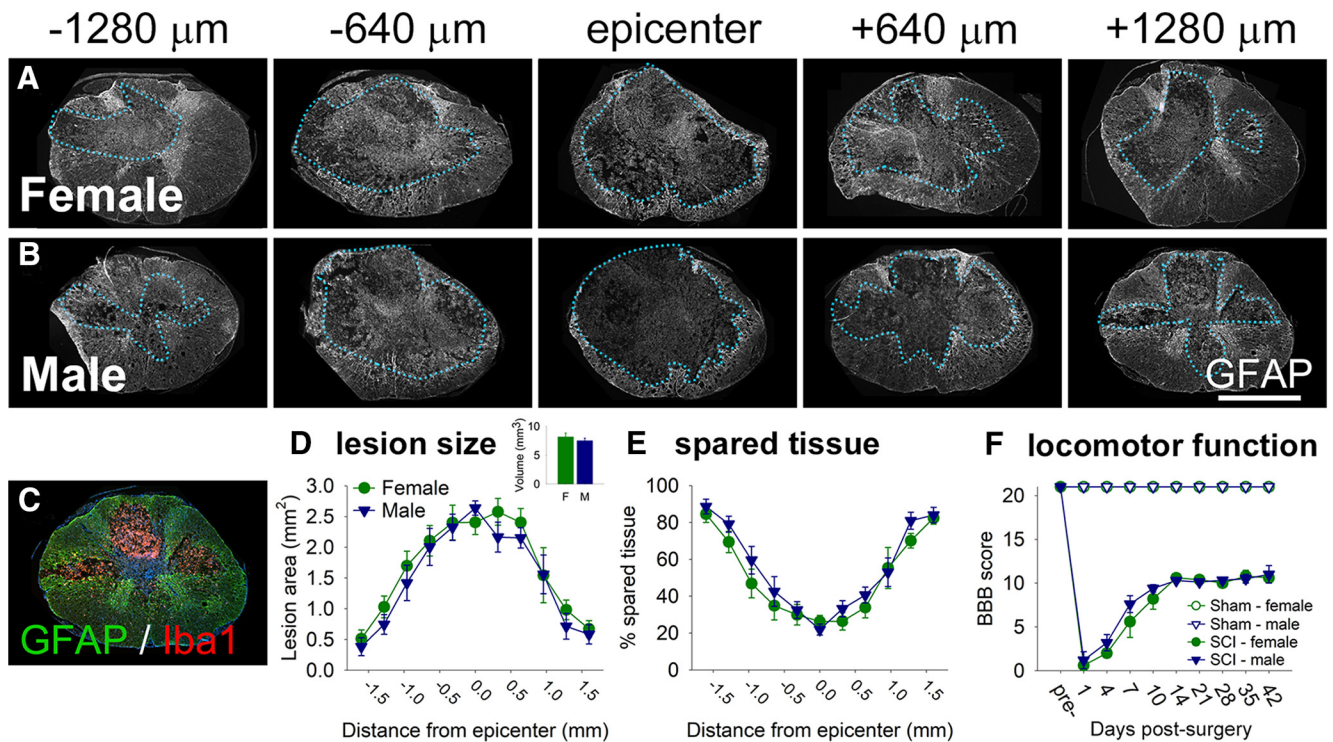 -1280 μm -640 μm epicenter +640 μm +1280 μm
A
Female
B
Male
GFAP
C
GFAP / Iba1
D lesion size
Volume (mm³)
10
5
0
F M
Female
Male
Lesion area (mm²)
3.0
2.5
2.0
1.5
1.0
0.5
0.0
-1.5 -1.0 -0.5 0.0 0.5 1.0 1.5
Distance from epicenter (mm)
E spared tissue
% spared tissue
100
80
60
40
20
0
-1.5 -1.0 -0.5 0.0 0.5 1.0 1.5
Distance from epicenter (mm)
F locomotor function
BBB score
20
15
10
5
0
Sham - female
Sham - male
SCI - female
SCI - male
pre- 1 4 7 10 14 21 28 35 42
Days post-surgery